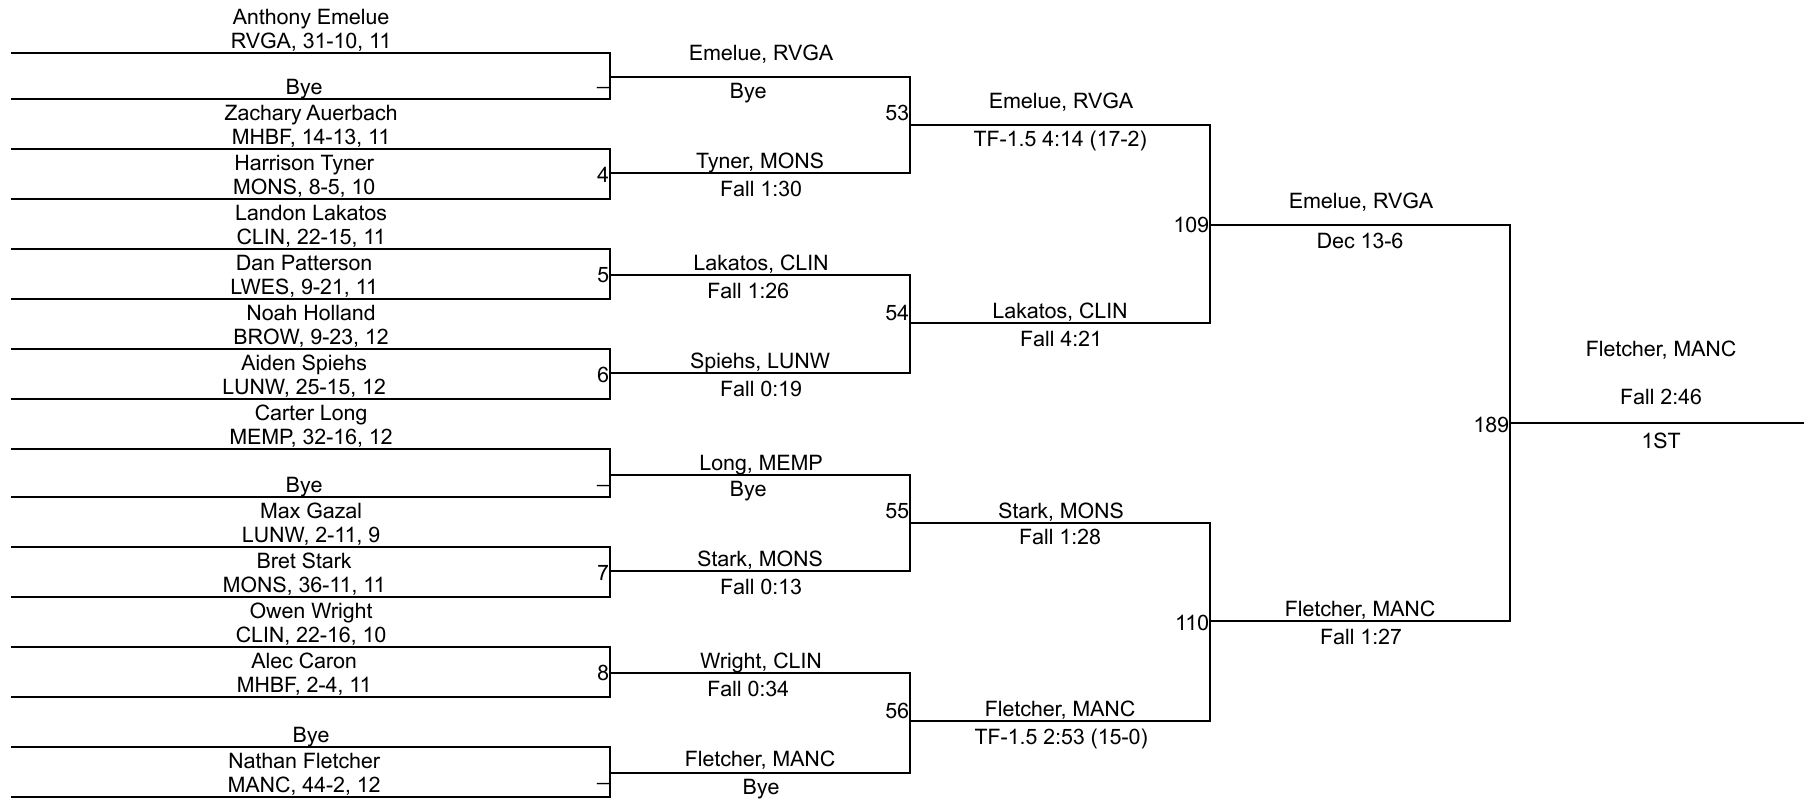 Anthony Emelue
RVGA, 31-10, 11
Bye
Zachary Auerbach
MHBF, 14-13, 11
Harrison Tyner
MONS, 8-5, 10
Landon Lakatos
CLIN, 22-15, 11
Dan Patterson
LWES, 9-21, 11
Noah Holland
BROW, 9-23, 12
Aiden Spiehs
LUNW, 25-15, 12
Carter Long
MEMP, 32-16, 12
Bye
Max Gazal
LUNW, 2-11, 9
Bret Stark
MONS, 36-11, 11
Owen Wright
CLIN, 22-16, 10
Alec Caron
MHBF, 2-4, 11
Bye
Nathan Fletcher
MANC, 44-2, 12
–
4
5
6
–
7
8
–
Emelue, RVGA
Bye
Tyner, MONS
Fall 1:30
Lakatos, CLIN
Fall 1:26
Spiehs, LUNW
Fall 0:19
Long, MEMP
Bye
Stark, MONS
Fall 0:13
Wright, CLIN
Fall 0:34
Fletcher, MANC
Bye
53
54
55
56
Emelue, RVGA
TF-1.5 4:14 (17-2)
Lakatos, CLIN
Fall 4:21
Stark, MONS
Fall 1:28
Fletcher, MANC
TF-1.5 2:53 (15-0)
109
110
Emelue, RVGA
Dec 13-6
Fletcher, MANC
Fall 1:27
189
Fletcher, MANC
Fall 2:46
1ST